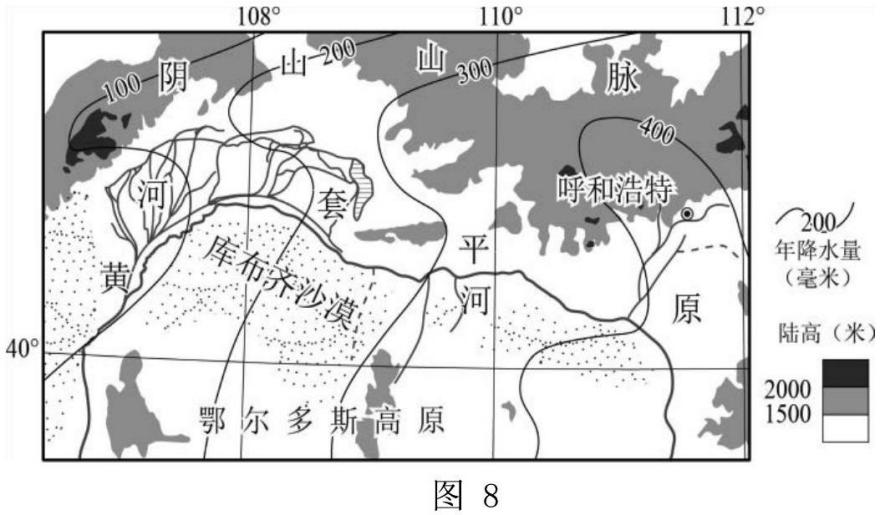 108°
110°
112°
阴 山 山 脉
100
200
300
400
河 套 平 原
呼和浩特
黄 河
库布齐沙漠
40°
鄂尔多斯高原
200
年降水量
（毫米）
陆高（米）
2000
1500
图 8